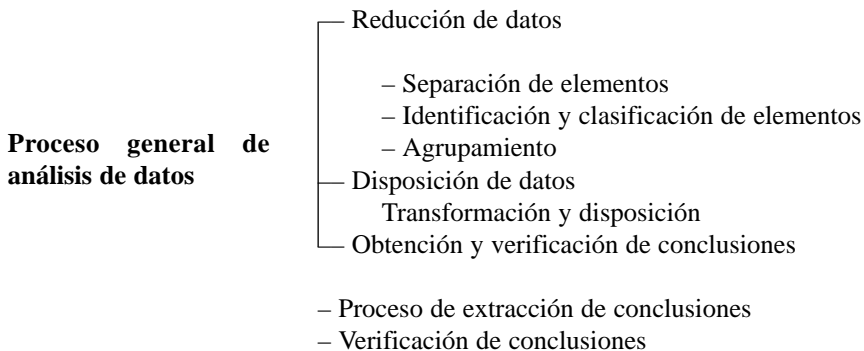 Reducción de datos
– Separación de elementos
– Identificación y clasificación de elementos
– Agrupamiento
Proceso general de
análisis de datos
Disposición de datos
Transformación y disposición
Obtención y verificación de conclusiones
– Proceso de extracción de conclusiones
– Verificación de conclusiones